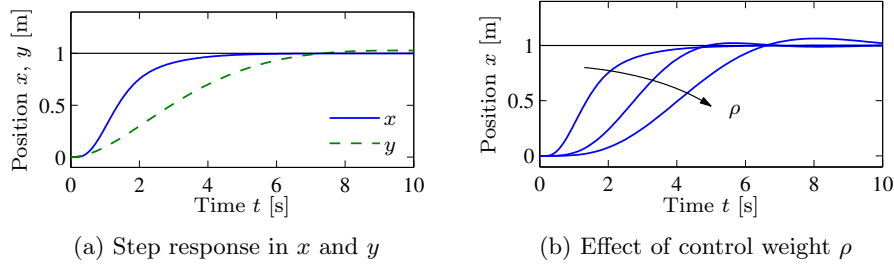 Position x, y [m]
1
0.5
0
x
y
0 2 4 6 8 10
Time t [s]
(a) Step response in x and y
Position x [m]
1
0.5
0
ρ
0 2 4 6 8 10
Time t [s]
(b) Effect of control weight ρ